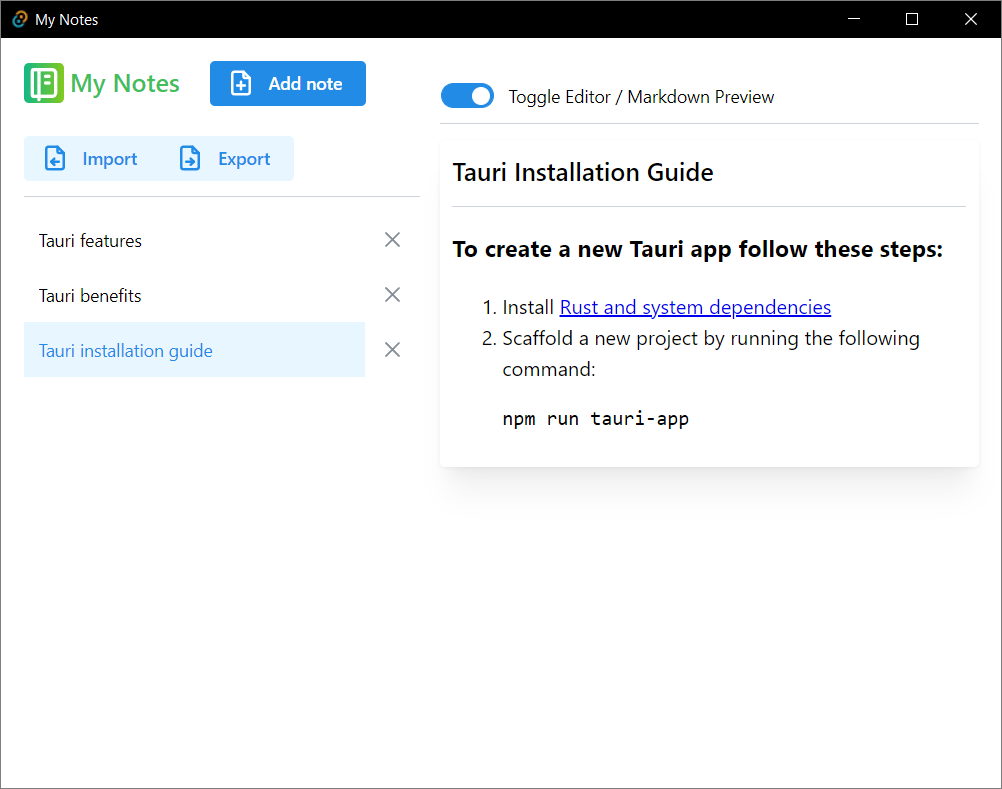 My Notes
My Notes
Add note
Import
Export
Tauri features
Tauri benefits
Tauri installation guide
Toggle Editor / Markdown Preview
Tauri Installation Guide
To create a new Tauri app follow these steps:
1. Install Rust and system dependencies
2. Scaffold a new project by running the following
command:
npm run tauri-app